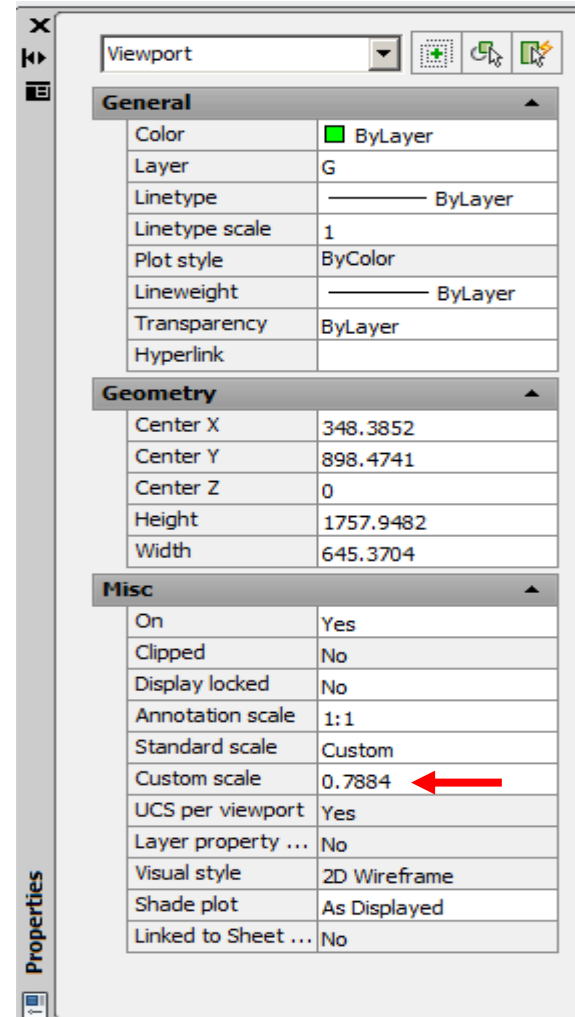 Viewport
General
Color ByLayer
Layer G
Linetype ByLayer
Linetype scale 1
Plot style ByColor
Lineweight ByLayer
Transparency ByLayer
Hyperlink
Geometry
Center X 348.3852
Center Y 898.4741
Center Z 0
Height 1757.9482
Width 645.3704
Misc
On Yes
Clipped No
Display locked No
Annotation scale 1:1
Standard scale Custom
Custom scale 0.7884
UCS per viewport Yes
Layer property ... No
Visual style 2D Wireframe
Shade plot As Displayed
Linked to Sheet ... No
Properties